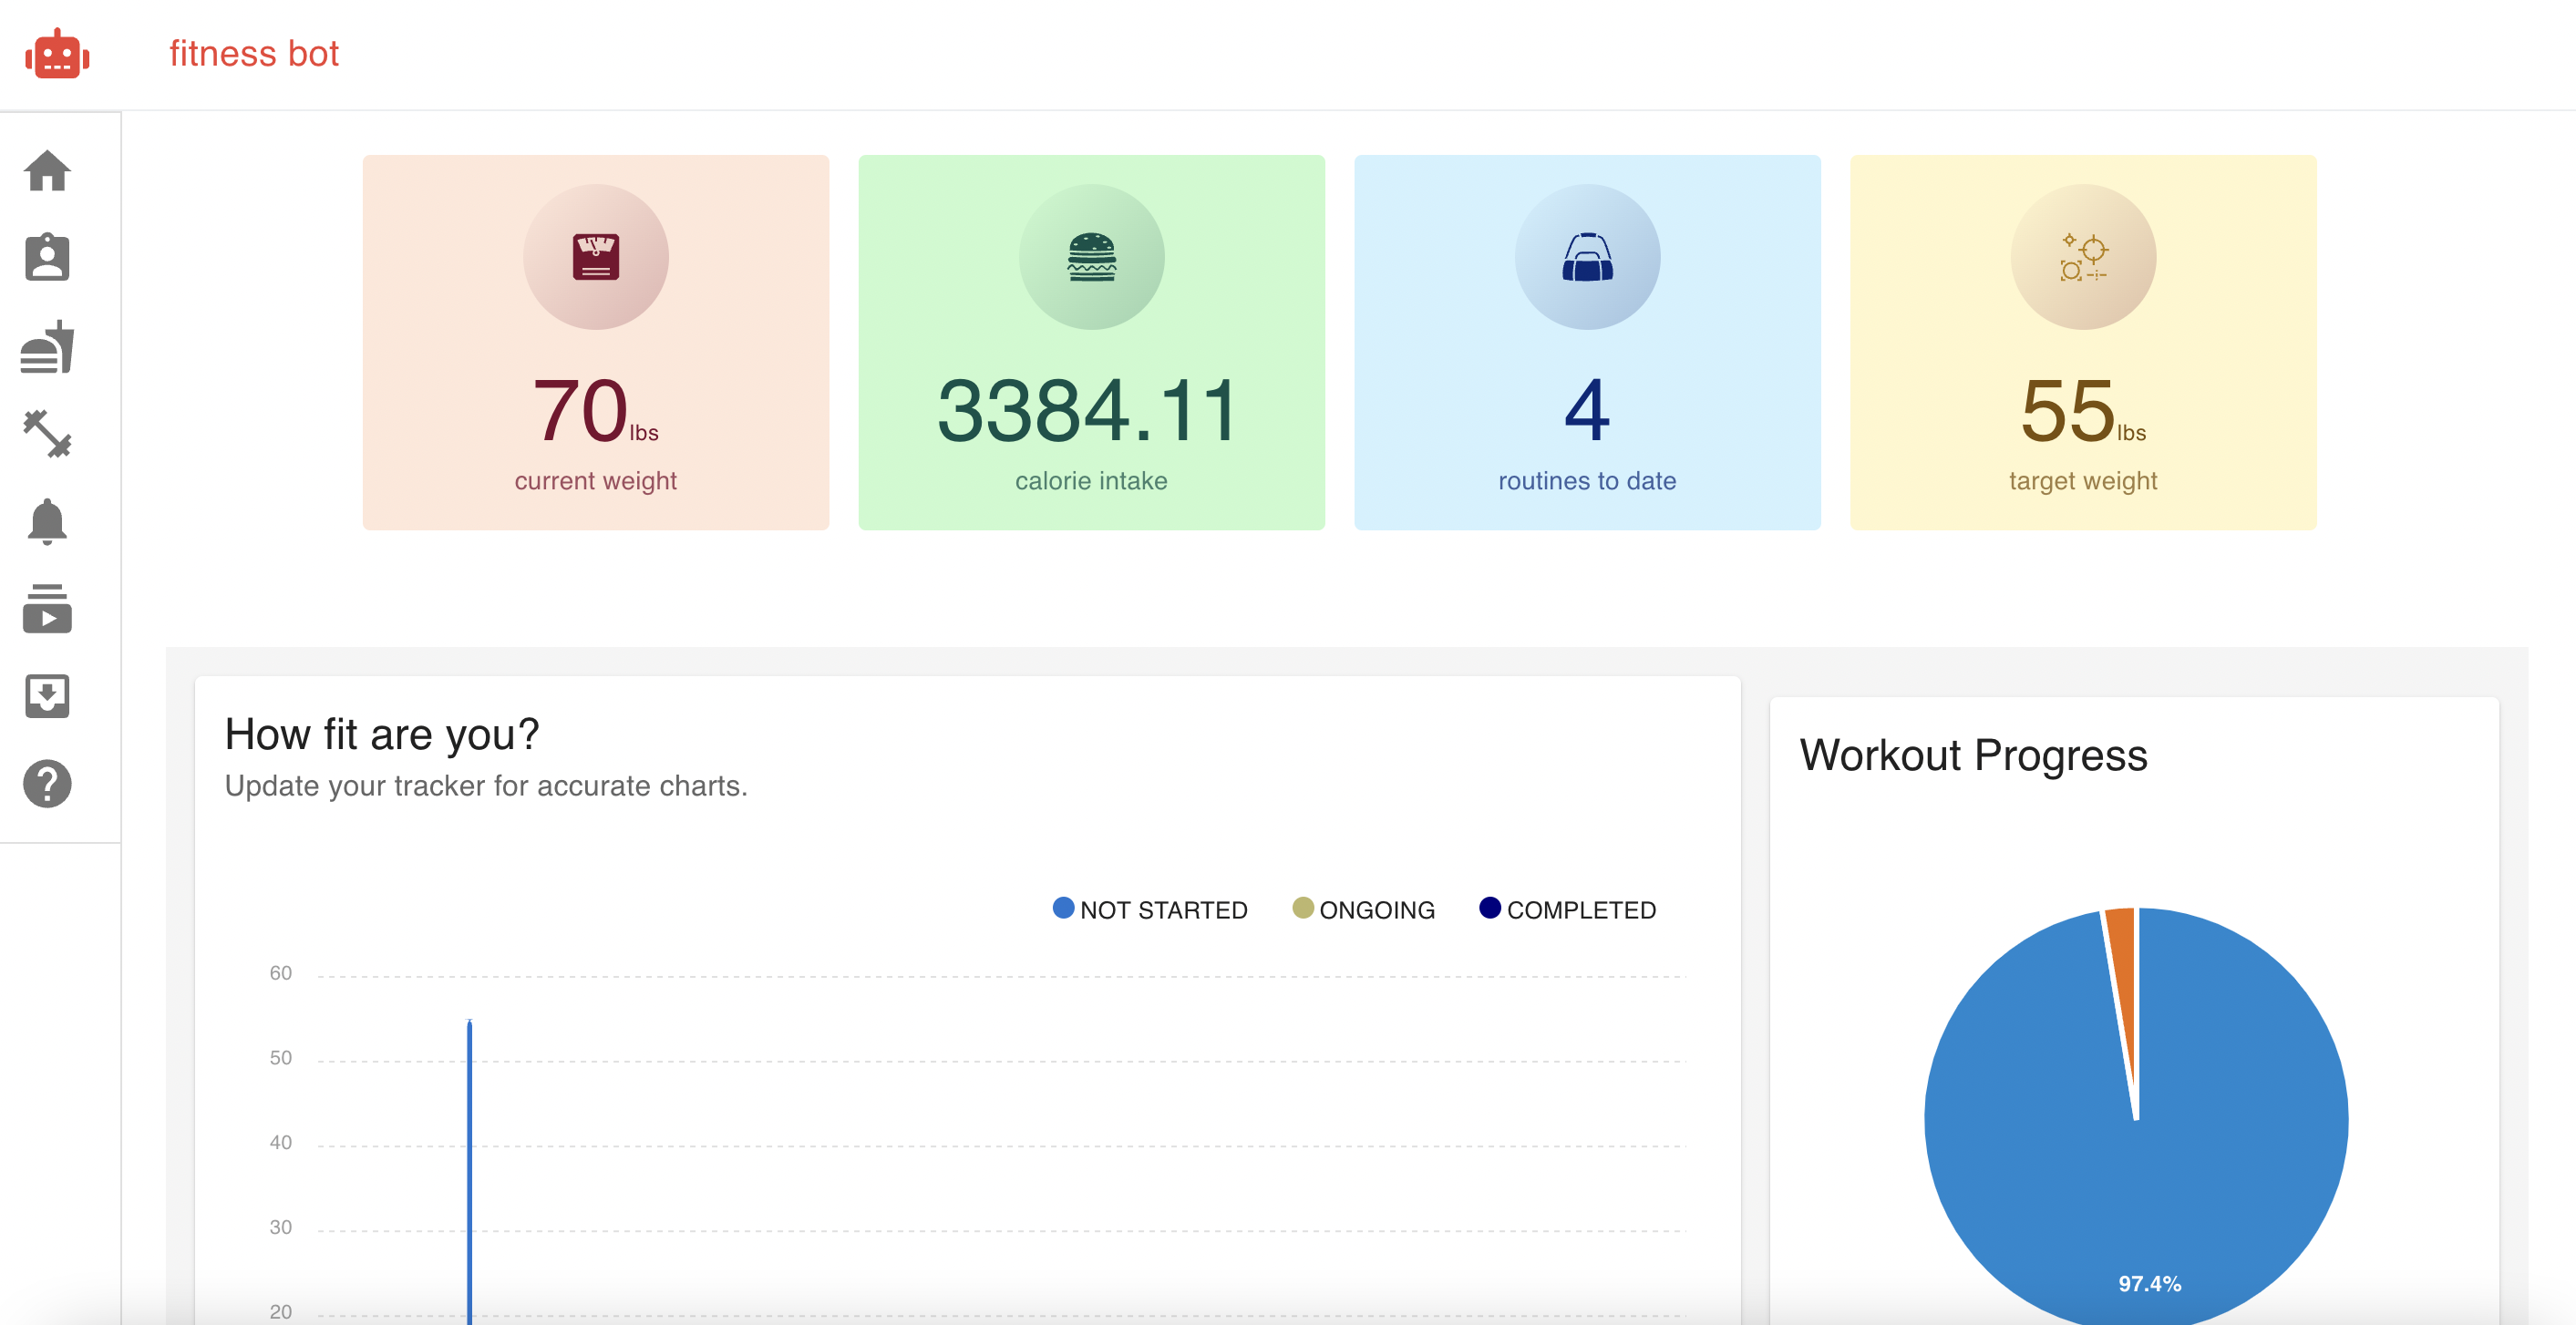 fitness bot
70lbs
current weight
3384.11
calorie intake
4
routines to date
55lbs
target weight
How fit are you?
Update your tracker for accurate charts.
NOT STARTED ONGOING COMPLETED
60
50
40
30
20
Workout Progress
97.4%